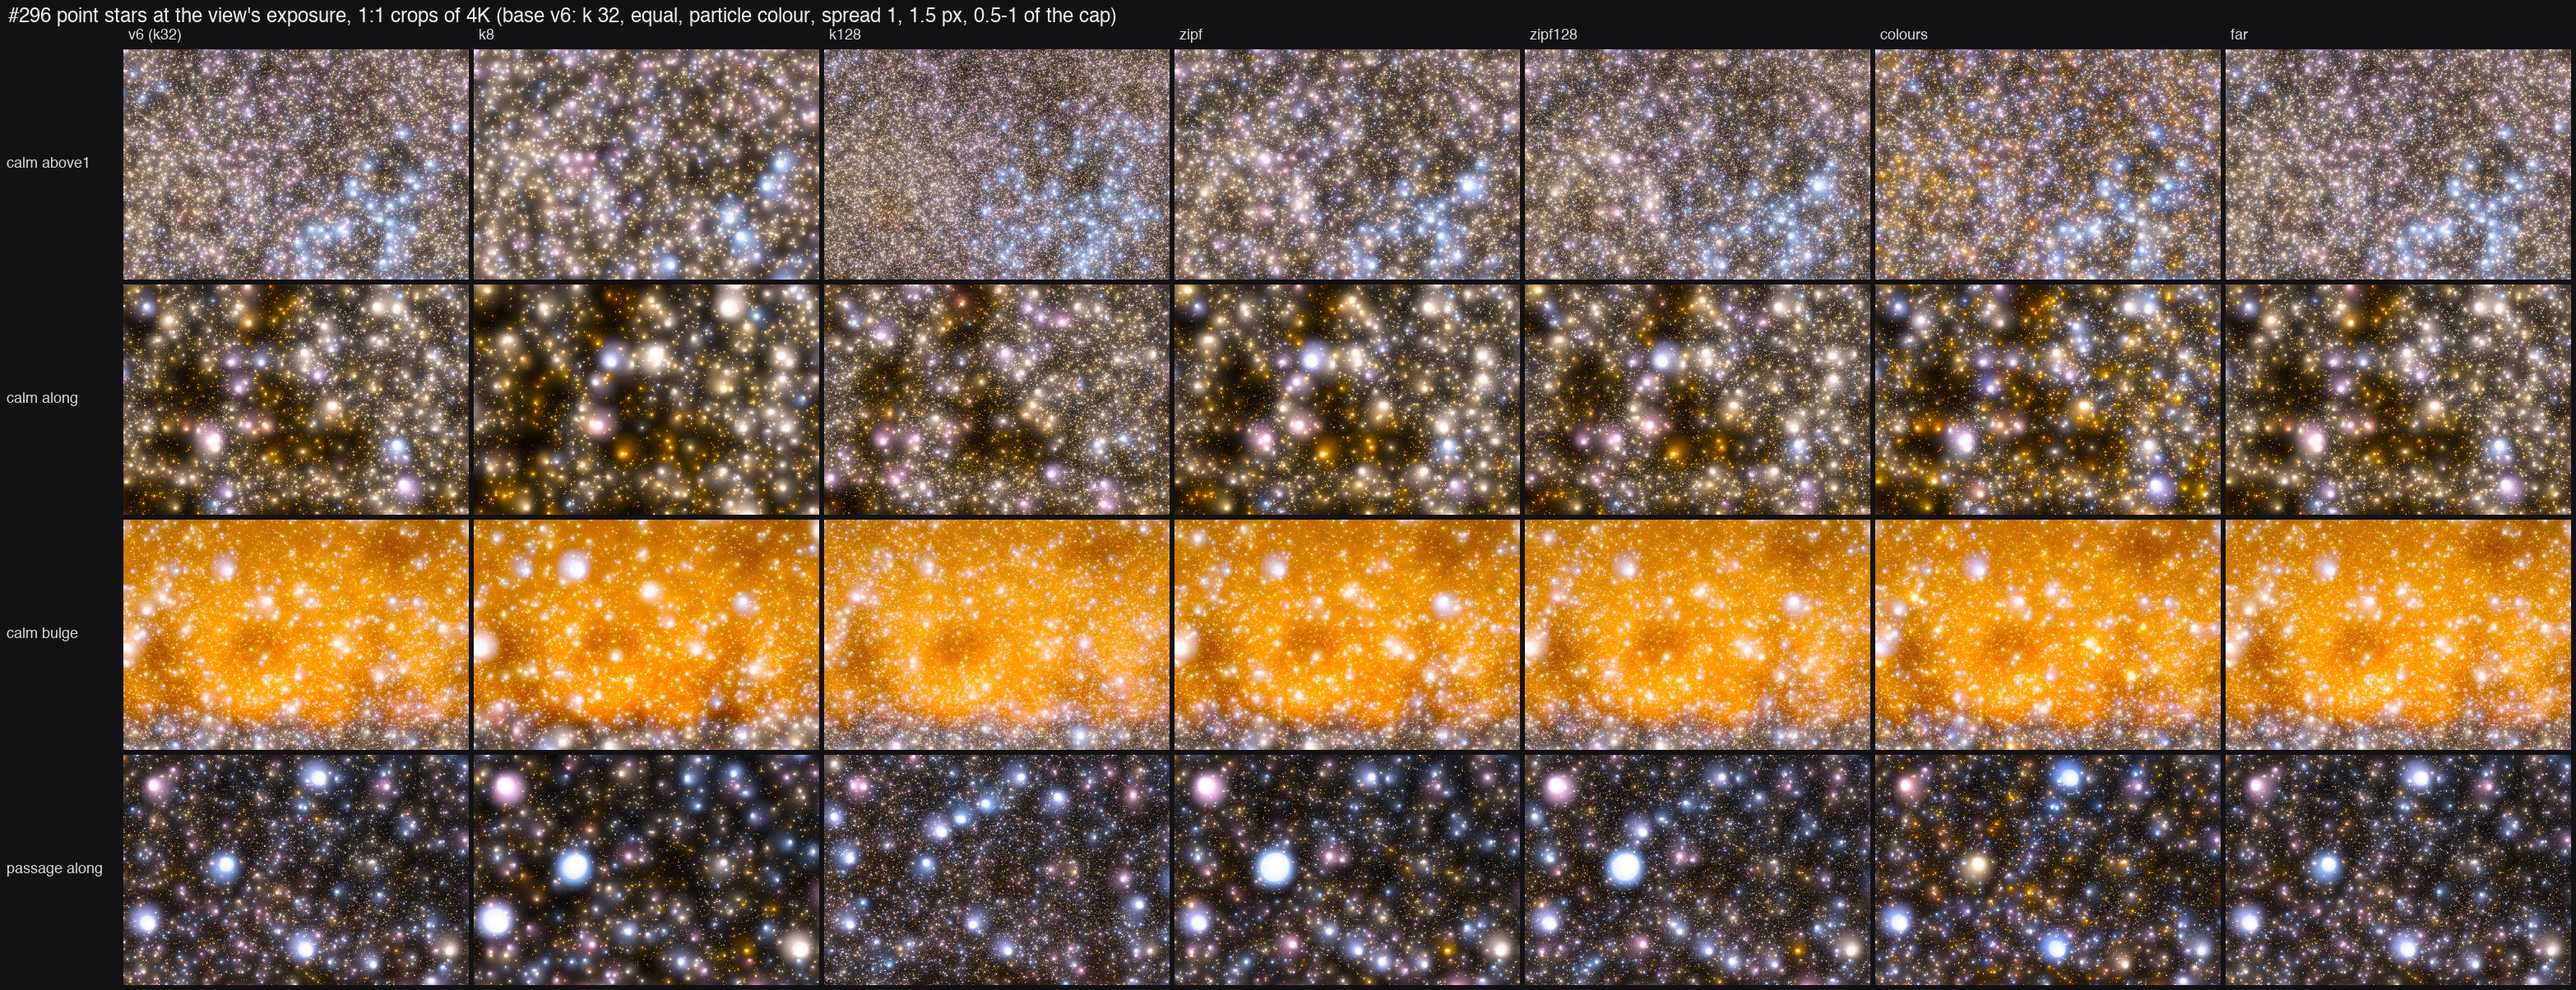 #296 point stars at the view's exposure, 1:1 crops of 4K (base v6: k 32, equal, particle colour, spread 1, 1.5 px, 0.5-1 of the cap)
v6 (k32) k8 k128 zipf zipf128 colours far
calm above1
calm along
calm bulge
passage along